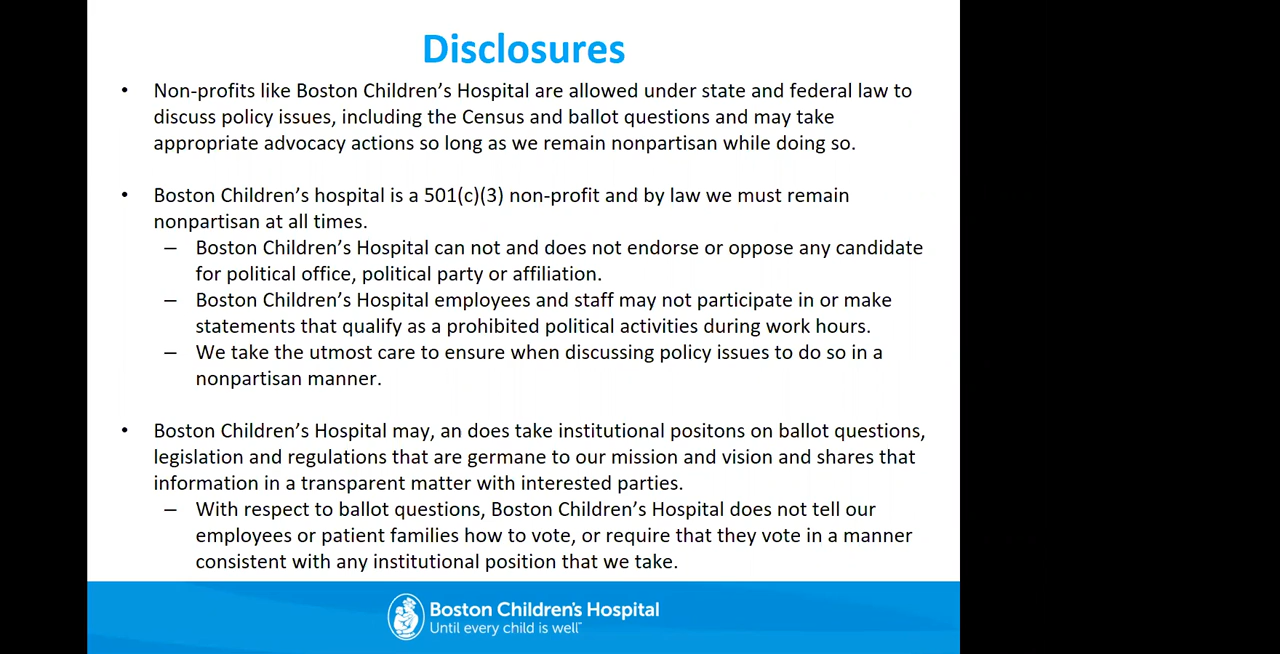 Disclosures
• Non-profits like Boston Children's Hospital are allowed under state and federal law to
discuss policy issues, including the Census and ballot questions and may take
appropriate advocacy actions so long as we remain nonpartisan while doing so.
• Boston Children's hospital is a 501(c)(3) non-profit and by law we must remain
nonpartisan at all times.
– Boston Children's Hospital can not and does not endorse or oppose any candidate
for political office, political party or affiliation.
– Boston Children's Hospital employees and staff may not participate in or make
statements that qualify as a prohibited political activities during work hours.
– We take the utmost care to ensure when discussing policy issues to do so in a
nonpartisan manner.
• Boston Children's Hospital may, an does take institutional positons on ballot questions,
legislation and regulations that are germane to our mission and vision and shares that
information in a transparent matter with interested parties.
– With respect to ballot questions, Boston Children's Hospital does not tell our
employees or patient families how to vote, or require that they vote in a manner
consistent with any institutional position that we take.
Boston Children's Hospital
Until every child is well™